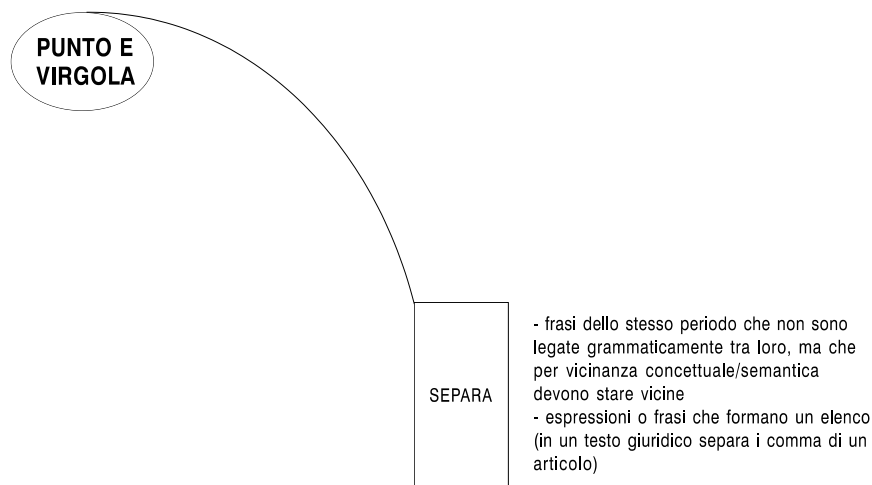 PUNTO E
VIRGOLA
SEPARA
- frasi dello stesso periodo che non sono
legate grammaticamente tra loro, ma che
per vicinanza concettuale/semantica
devono stare vicine
- espressioni o frasi che formano un elenco
(in un testo giuridico separa i comma di un
articolo)